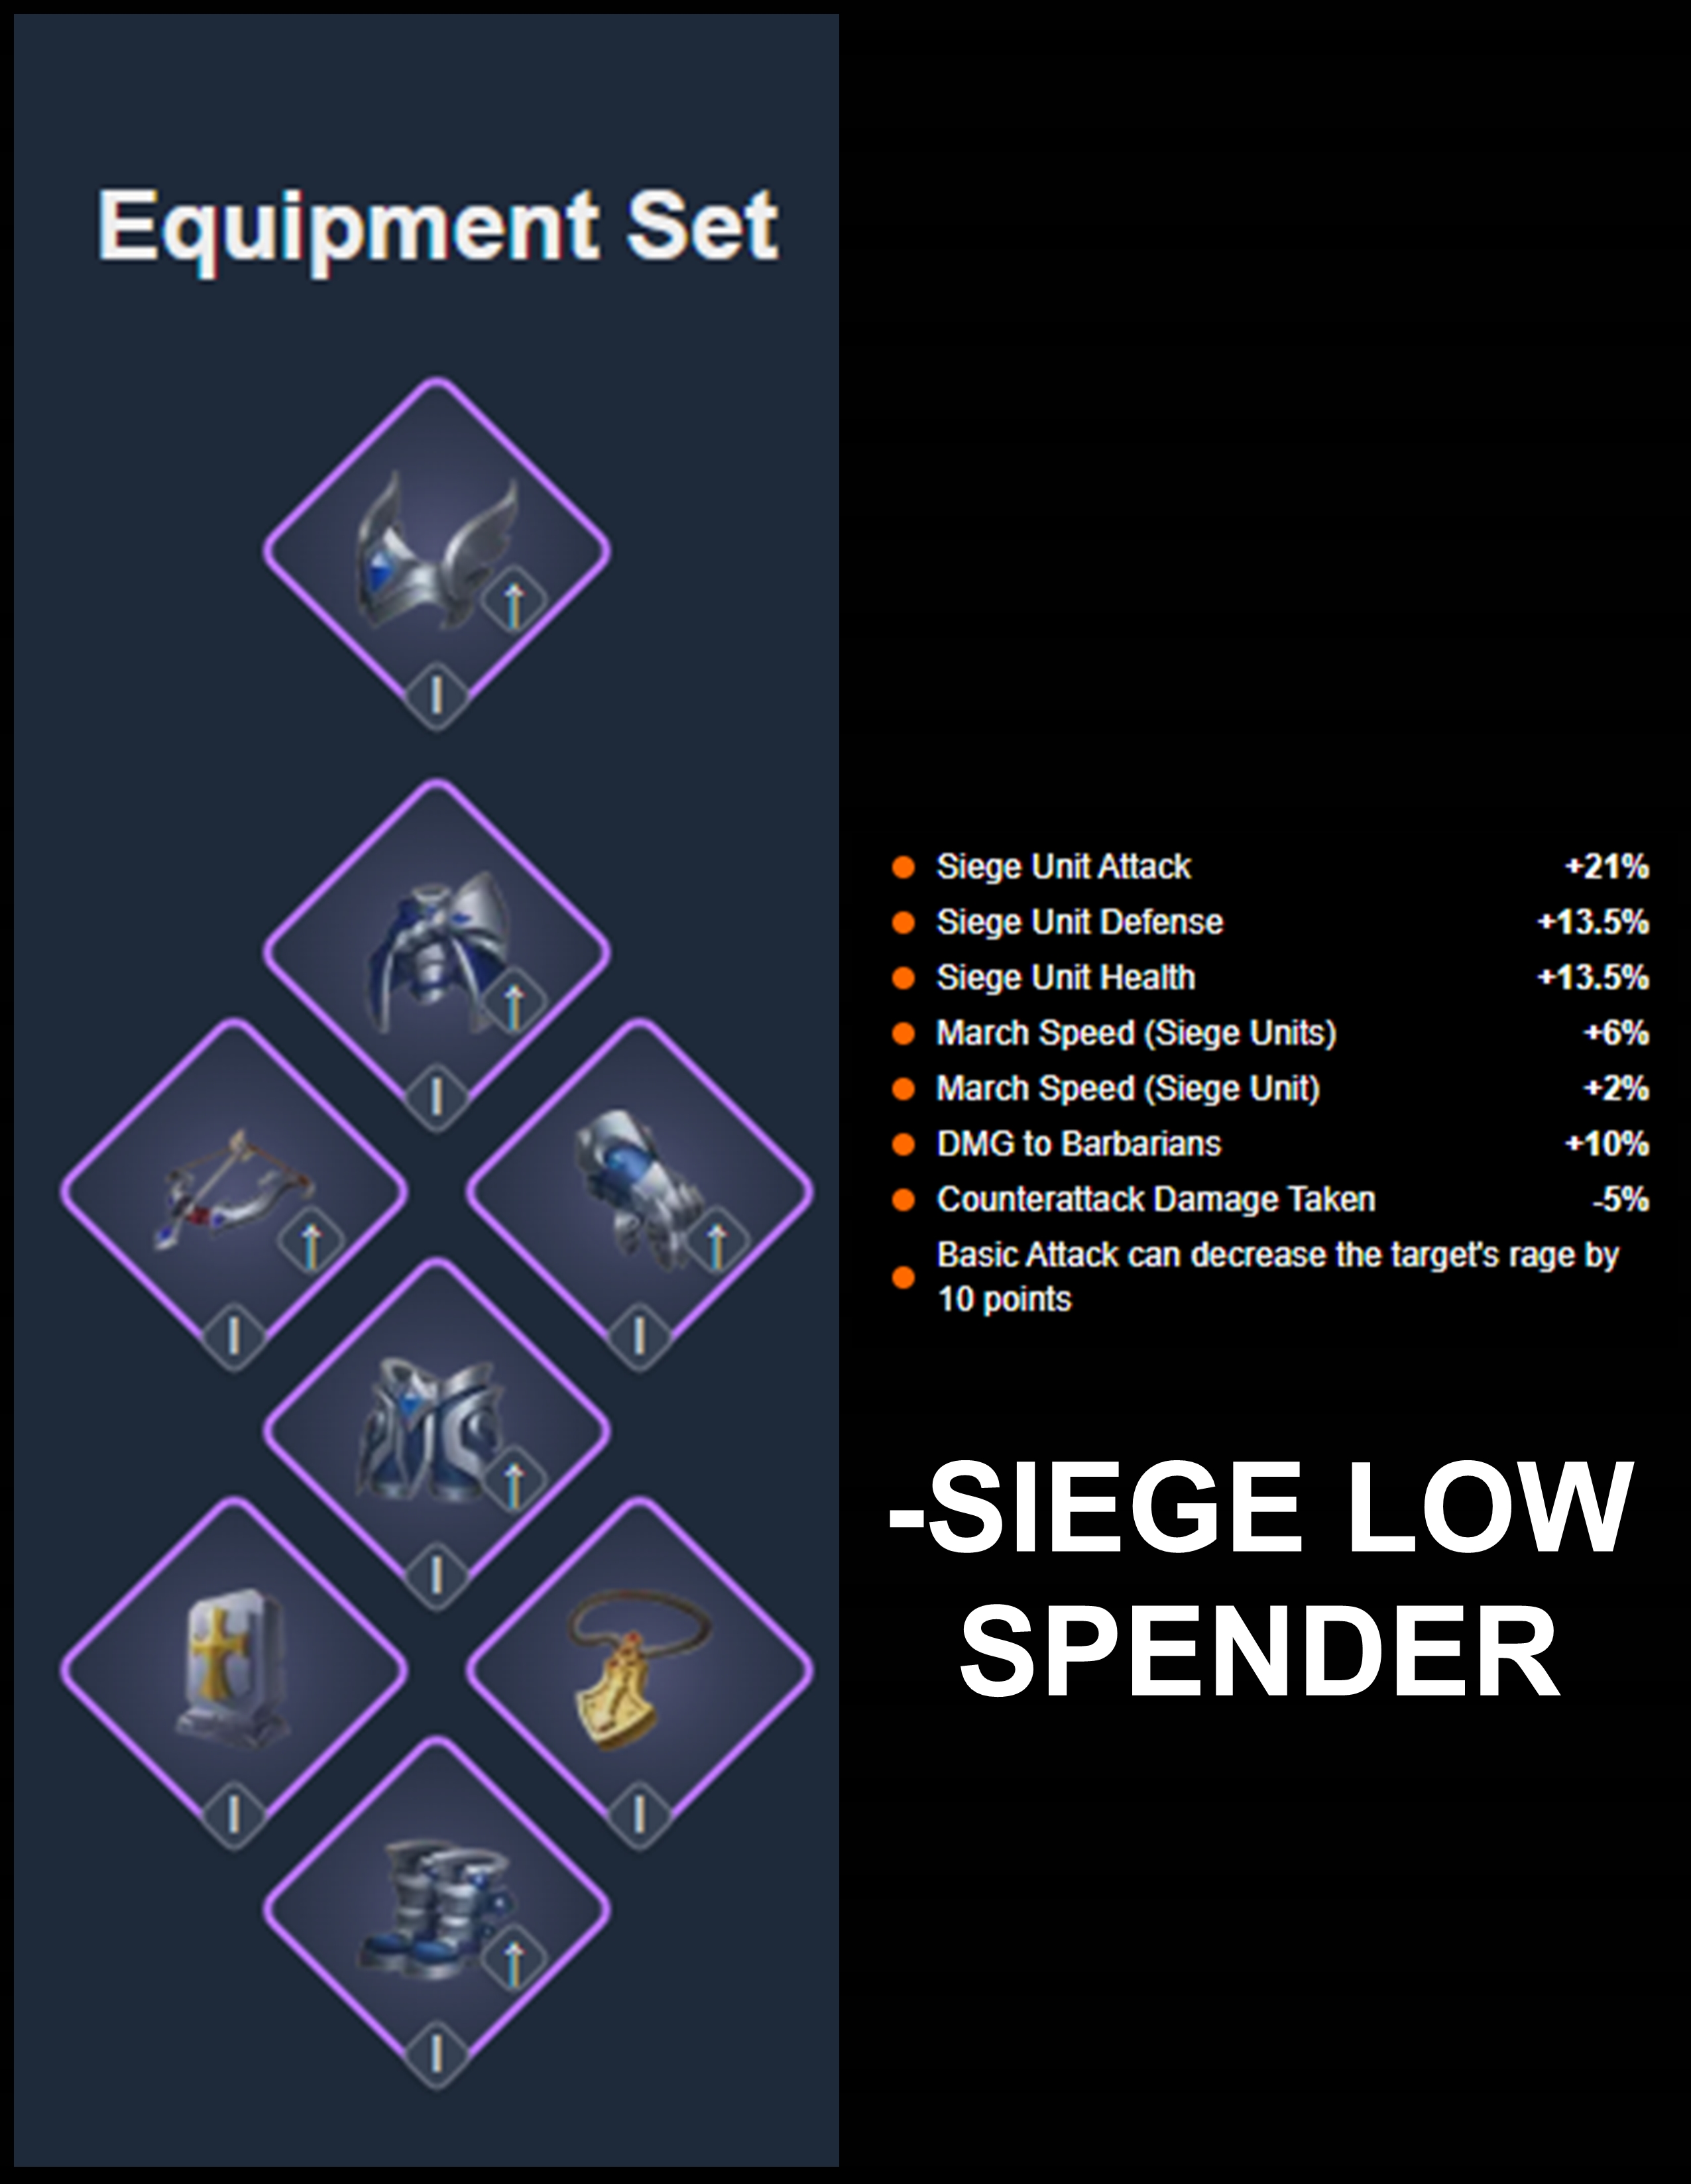 Equipment Set
↑
I
↑
I
↑
I
↑
I
↑
I
I
I
↑
I
Siege Unit Attack +21%
Siege Unit Defense +13.5%
Siege Unit Health +13.5%
March Speed (Siege Units) +6%
March Speed (Siege Unit) +2%
DMG to Barbarians +10%
Counterattack Damage Taken -5%
Basic Attack can decrease the target's rage by
10 points
-SIEGE LOW
SPENDER